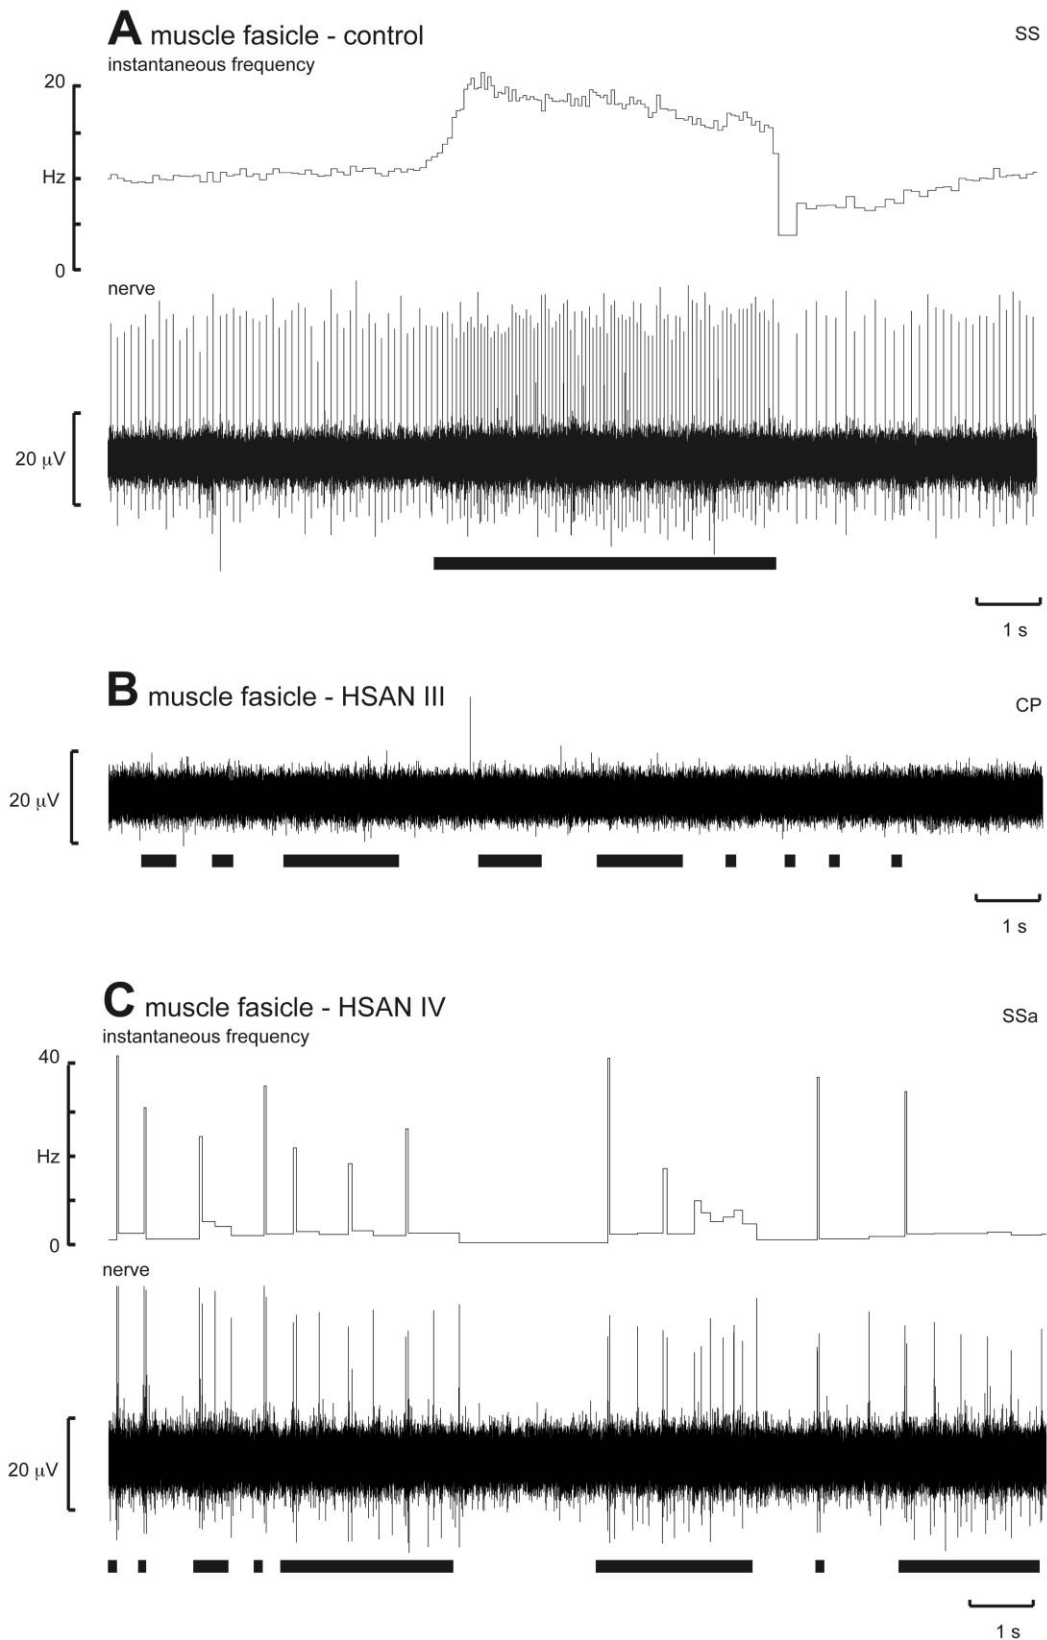 A muscle fasicle - control
SS
instantaneous frequency
20
Hz
0
nerve
20 μV
1 s
B muscle fasicle - HSAN III
CP
20 μV
1 s
C muscle fasicle - HSAN IV
SSa
instantaneous frequency
40
Hz
0
nerve
20 μV
1 s